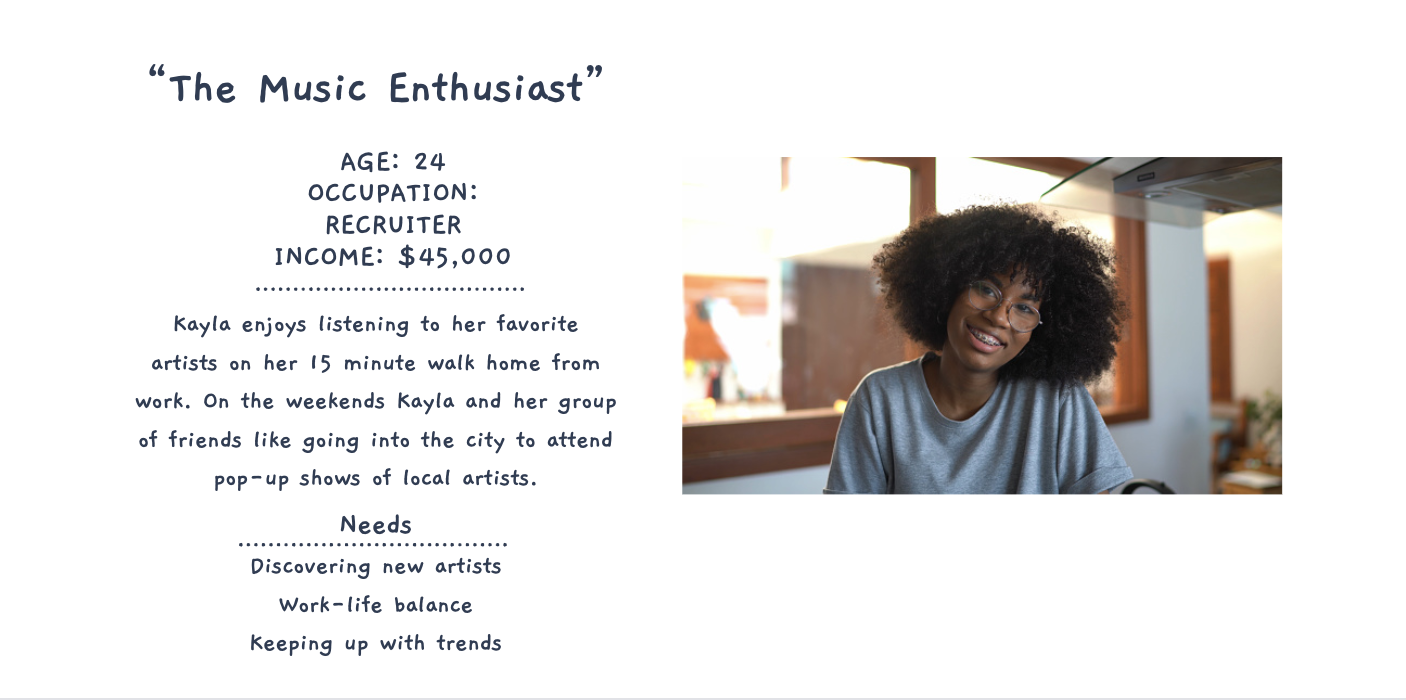 “The Music Enthusiast”
AGE: 24
OCCUPATION:
RECRUITER
INCOME: $45,000
Kayla enjoys listening to her favorite
artists on her 15 minute walk home from
work. On the weekends Kayla and her group
of friends like going into the city to attend
pop-up shows of local artists.
Needs
Discovering new artists
Work-life balance
Keeping up with trends